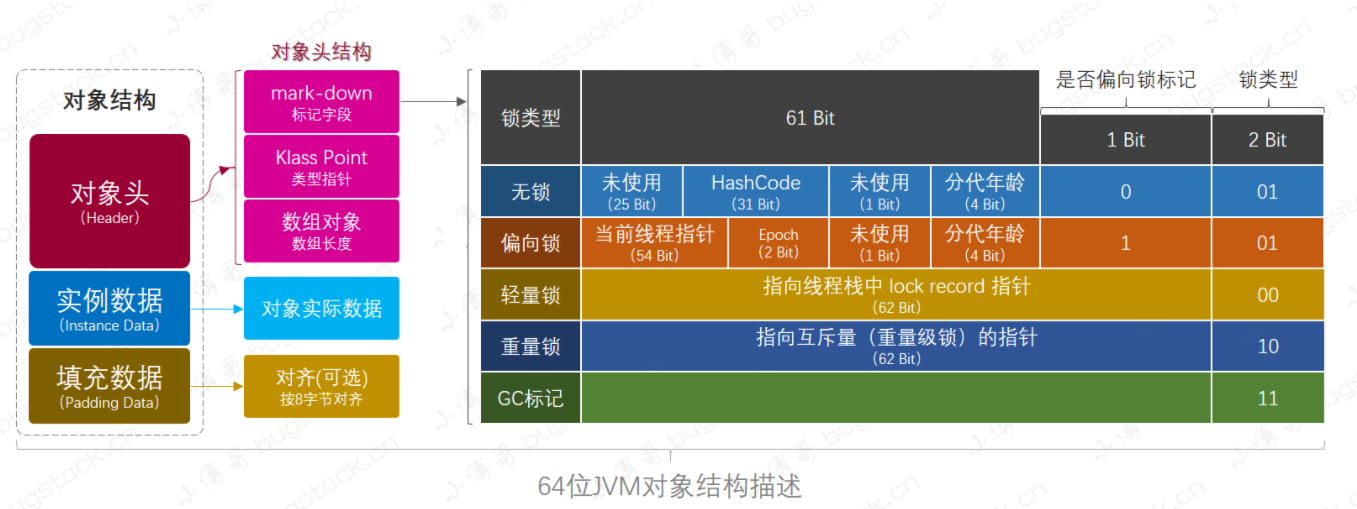 对象头结构
对象结构
对象头
(Header)
实例数据
(Instance Data)
填充数据
(Padding Data)
mark-down
标记字段
Klass Point
类型指针
数组对象
数组长度
对象实际数据
对齐(可选)
按8字节对齐
是否偏向锁标记
锁类型
锁类型
61 Bit
1 Bit
2 Bit
无锁
未使用
(25 Bit)
HashCode
(31 Bit)
未使用
(1 Bit)
分代年龄
(4 Bit)
0
01
偏向锁
当前线程指针
(54 Bit)
Epoch
(2 Bit)
未使用
(1 Bit)
分代年龄
(4 Bit)
1
01
轻量锁
指向线程栈中 lock record 指针
(62 Bit)
00
重量锁
指向互斥量（重量级锁）的指针
(62 Bit)
10
GC标记
11
64位JVM对象结构描述
小傅哥 bugstack.cn